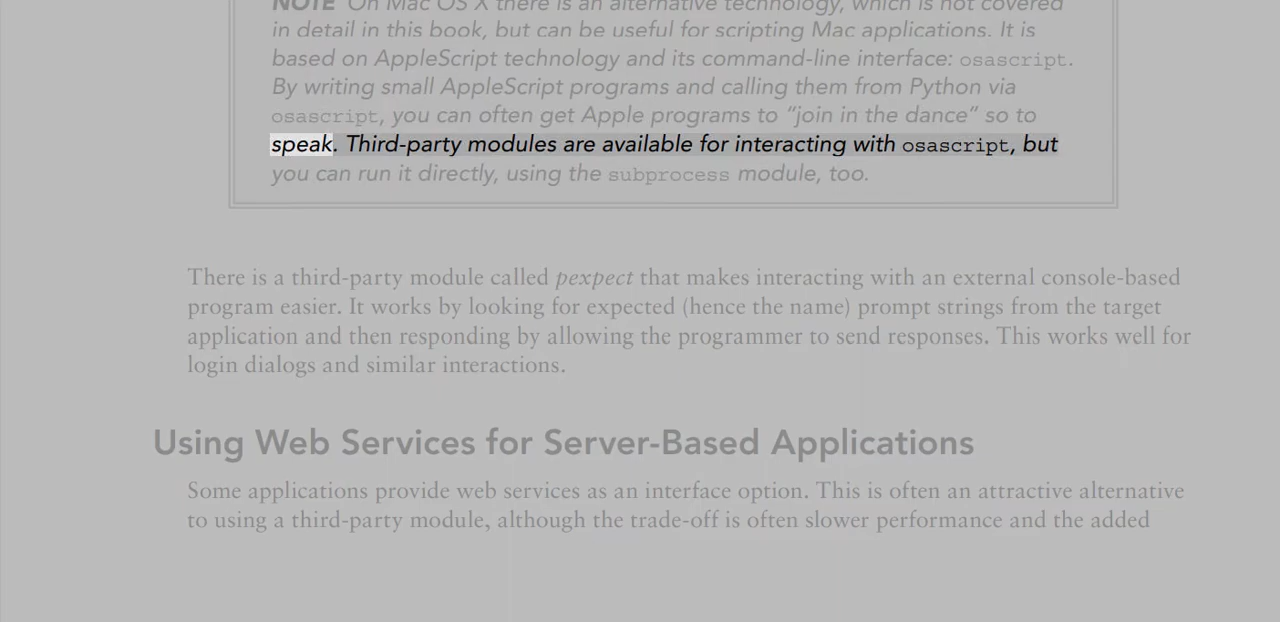 NOTE On Mac OS X there is an alternative technology, which is not covered
in detail in this book, but can be useful for scripting Mac applications. It is
based on AppleScript technology and its command-line interface: osascript.
By writing small AppleScript programs and calling them from Python via
osascript, you can often get Apple programs to “join in the dance” so to
speak. Third-party modules are available for interacting with osascript, but
you can run it directly, using the subprocess module, too.
There is a third-party module called pexpect that makes interacting with an external console-based
program easier. It works by looking for expected (hence the name) prompt strings from the target
application and then responding by allowing the programmer to send responses. This works well for
login dialogs and similar interactions.
Using Web Services for Server-Based Applications
Some applications provide web services as an interface option. This is often an attractive alternative
to using a third-party module, although the trade-off is often slower performance and the added